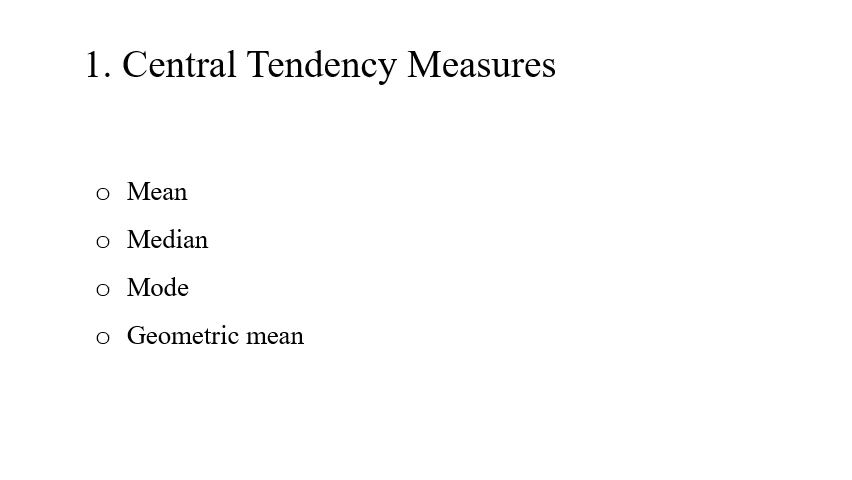 1. Central Tendency Measures
o Mean
o Median
o Mode
o Geometric mean